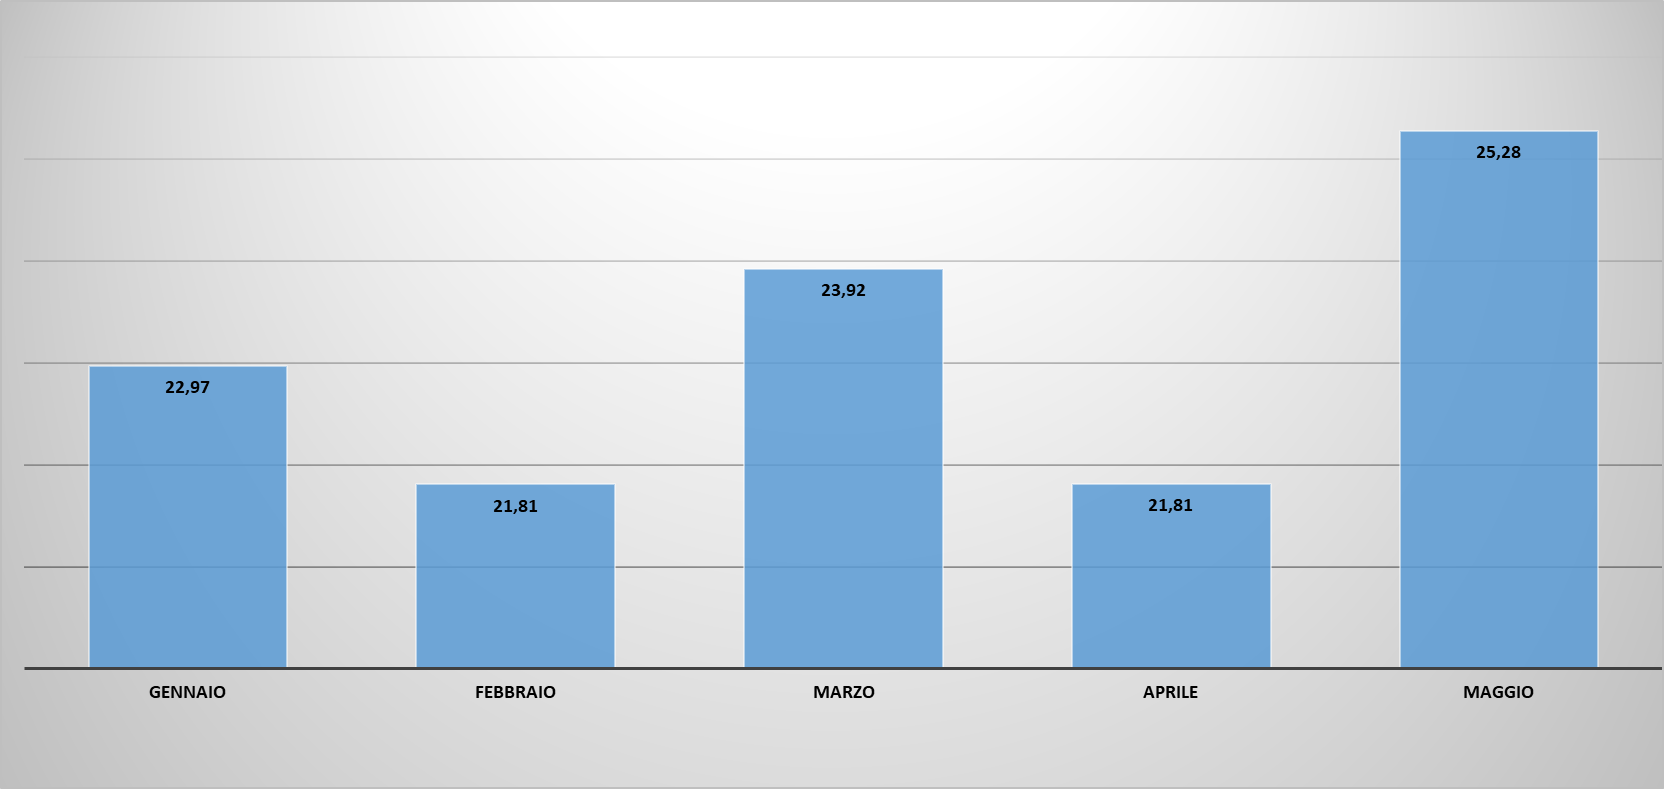 25,28
23,92
22,97
21,81
21,81
GENNAIO
FEBBRAIO
MARZO
APRILE
MAGGIO